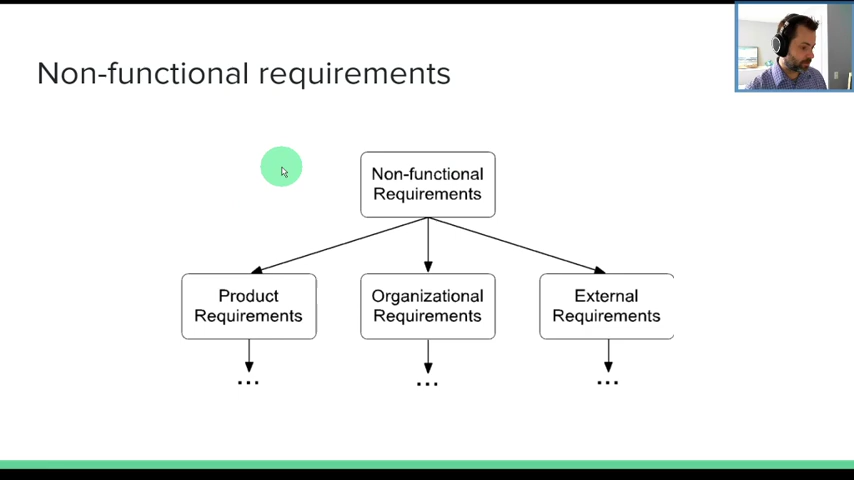 Non-functional requirements
Non-functional
Requirements
Product
Requirements
Organizational
Requirements
External
Requirements
...
...
...